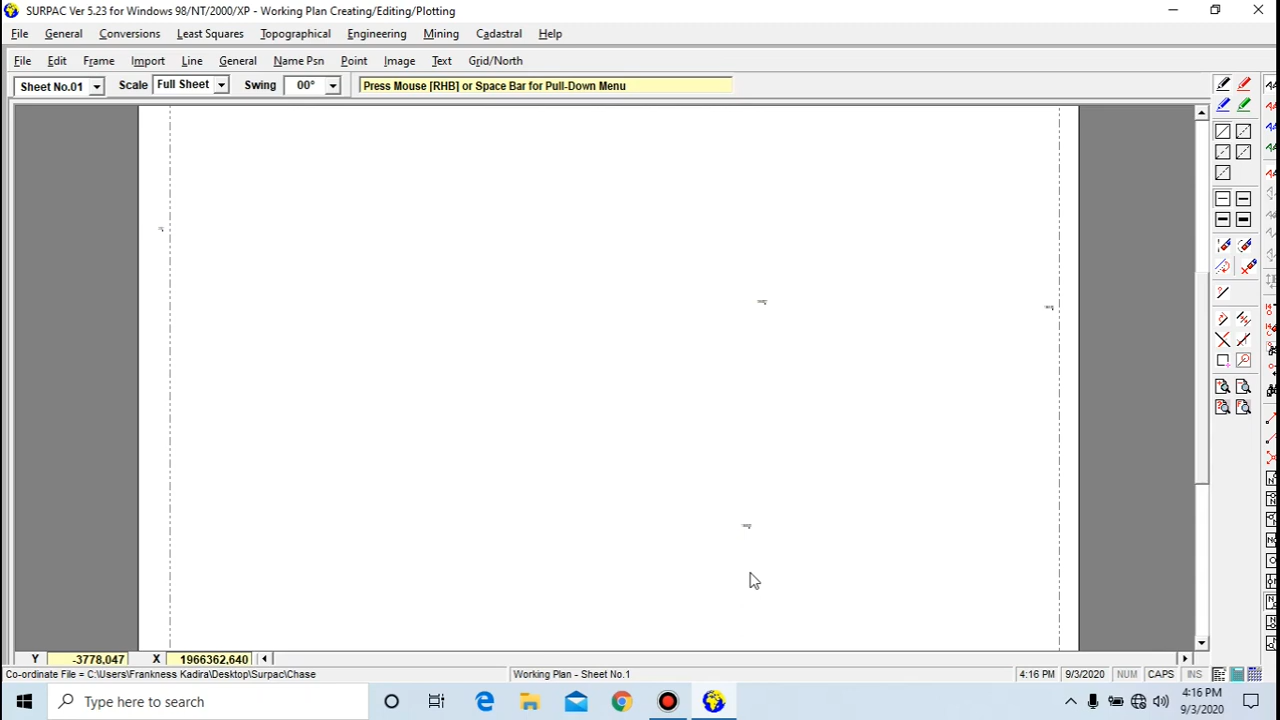 SURPAC Ver 5.23 for Windows 98/NT/2000/XP - Working Plan Creating/Editing/Plotting
File General Conversions Least Squares Topographical Engineering Mining Cadastral Help
File Edit Frame Import Line General Name Psn Point Image Text Grid/North
Sheet No.01 Scale Full Sheet Swing 00° Press Mouse [RHB] or Space Bar for Pull-Down Menu
Y -3778,047 X 1966362,640
Co-ordinate File = C:\Users\Frankness Kadira\Desktop\Surpac\Chase Working Plan - Sheet No.1 4:16 PM 9/3/2020 NUM CAPS INS
Type here to search 4:16 PM
9/3/2020